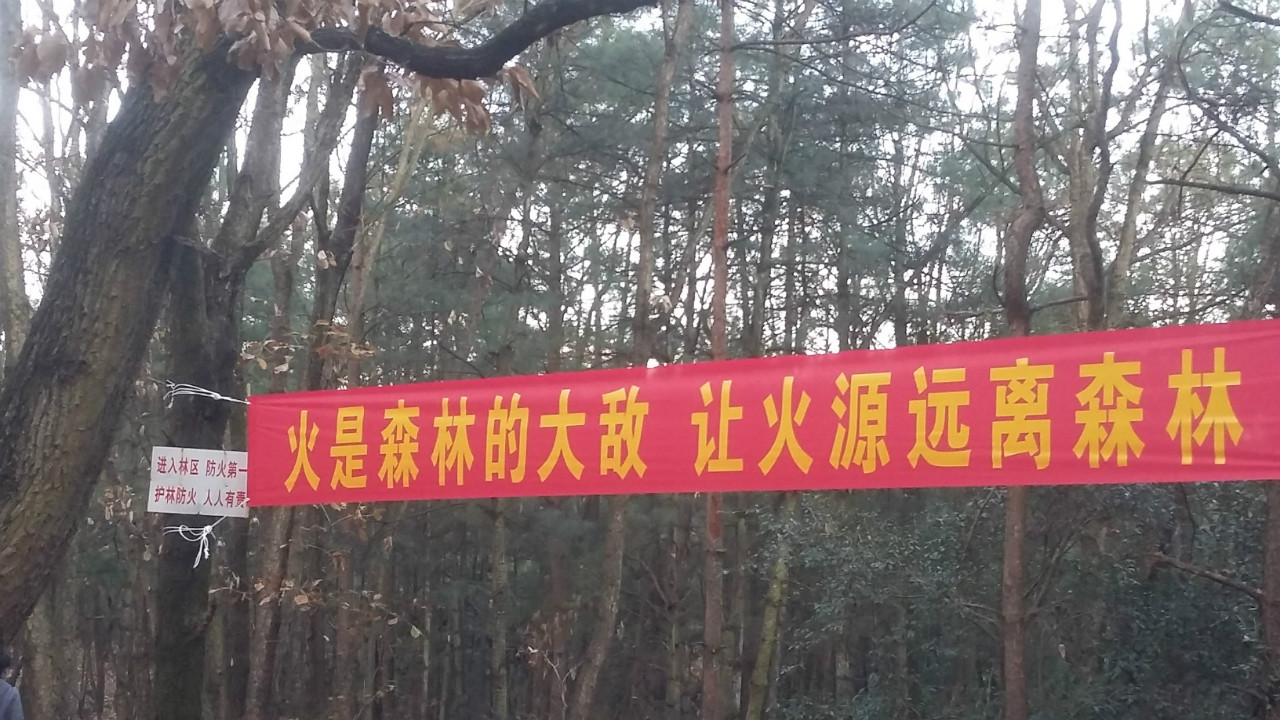 火是森林的大敌 让火源远离森林
进入林区 防火第一
护林防火 人人有责